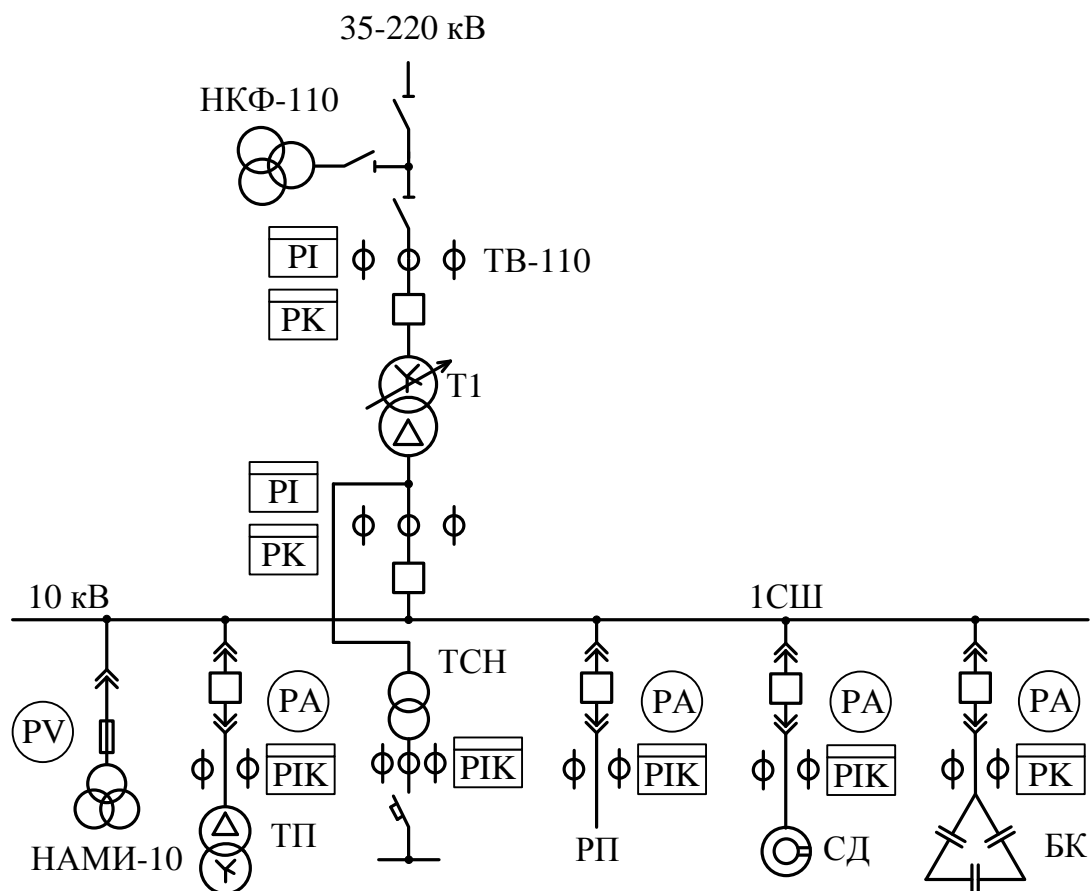 35-220 кВ
НКФ-110
PI
ТВ-110
PK
Т1
PI
PK
10 кВ
1СШ
ТСН
PV
PA
PA
PA
PA
PIK
PIK
PIK
PIK
PK
НАМИ-10
ТП
РП
СД
БК